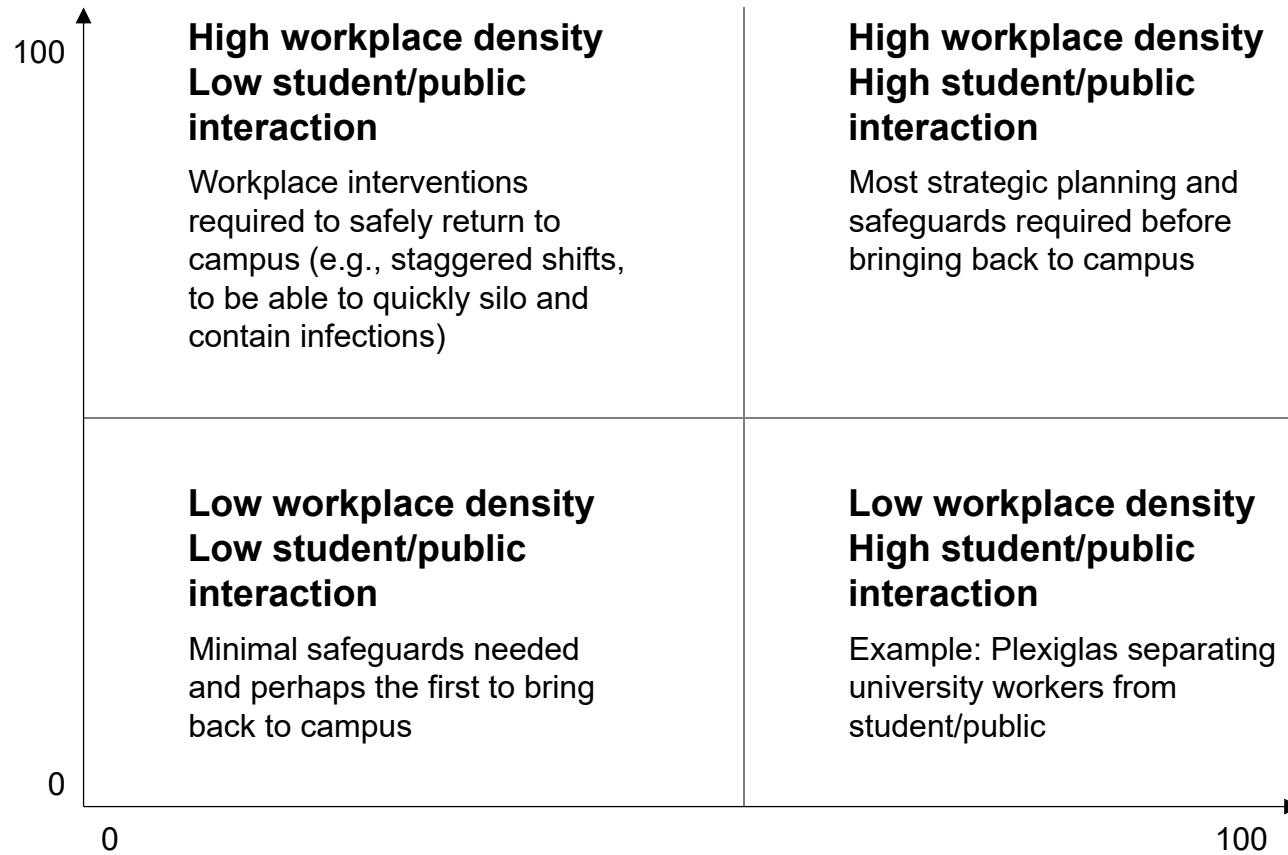 100
High workplace density
Low student/public
interaction
Workplace interventions
required to safely return to
campus (e.g., staggered shifts,
to be able to quickly silo and
contain infections)
High workplace density
High student/public
interaction
Most strategic planning and
safeguards required before
bringing back to campus
Low workplace density
Low student/public
interaction
Minimal safeguards needed
and perhaps the first to bring
back to campus
Low workplace density
High student/public
interaction
Example: Plexiglas separating
university workers from
student/public
0
0
100